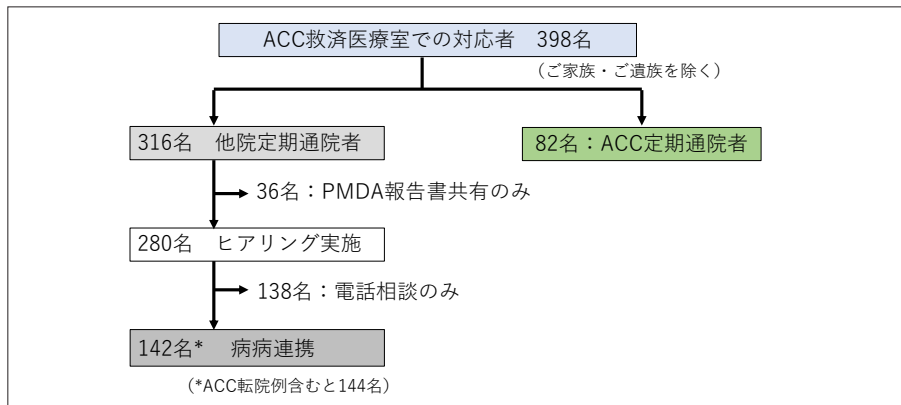 ACC救済医療室での対応者　398名
（ご家族・ご遺族を除く）
316名　他院定期通院者
82名：ACC定期通院者
36名：PMDA報告書共有のみ
280名　ヒアリング実施
138名：電話相談のみ
142名*　病病連携
（*ACC転院例含むと144名）